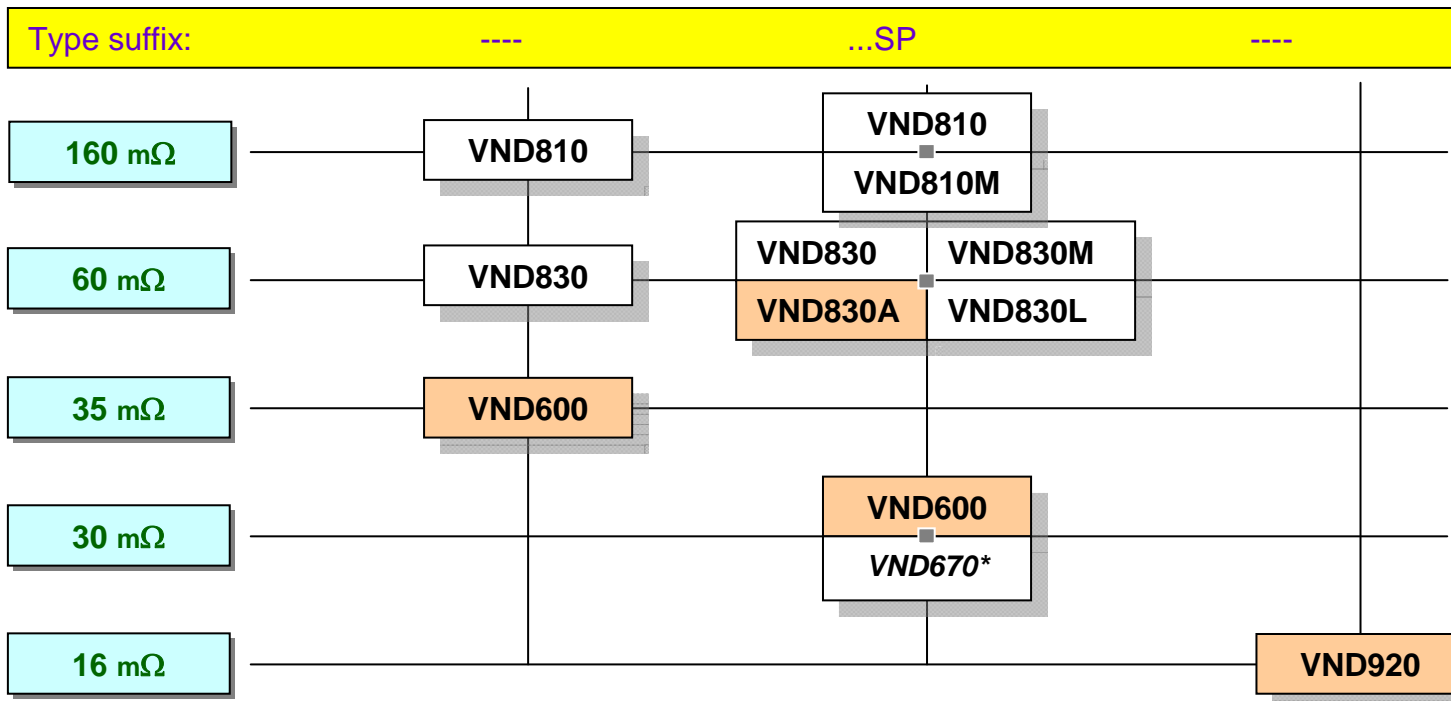 Type suffix: ---- ...SP ----
VND810
160 mΩ VND810
VND810M
VND830 VND830M
60 mΩ VND830
VND830A VND830L
35 mΩ VND600
VND600
30 mΩ
VND670*
16 mΩ VND920